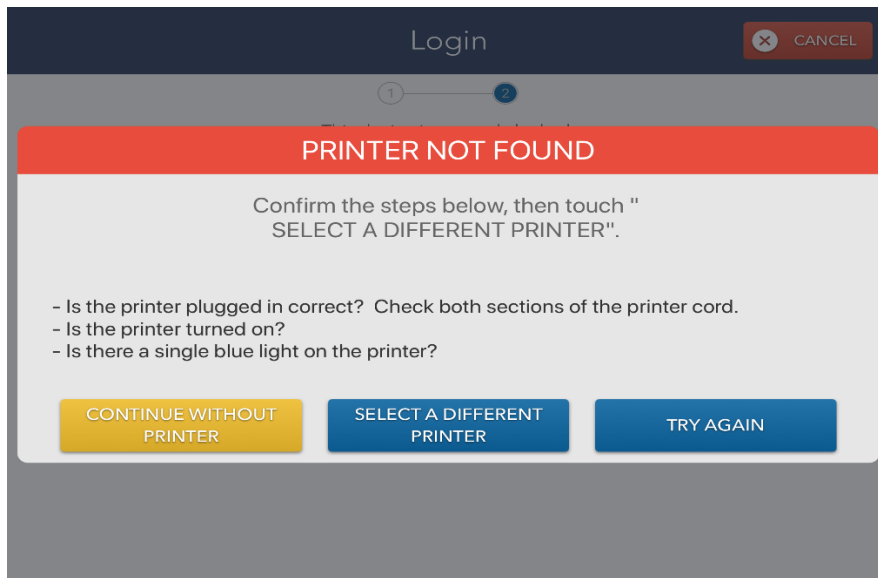 Login
CANCEL
1
2
PRINTER NOT FOUND
Confirm the steps below, then touch "
SELECT A DIFFERENT PRINTER".
- Is the printer plugged in correct?  Check both sections of the printer cord.
- Is the printer turned on?
- Is there a single blue light on the printer?
CONTINUE WITHOUT
PRINTER
SELECT A DIFFERENT
PRINTER
TRY AGAIN